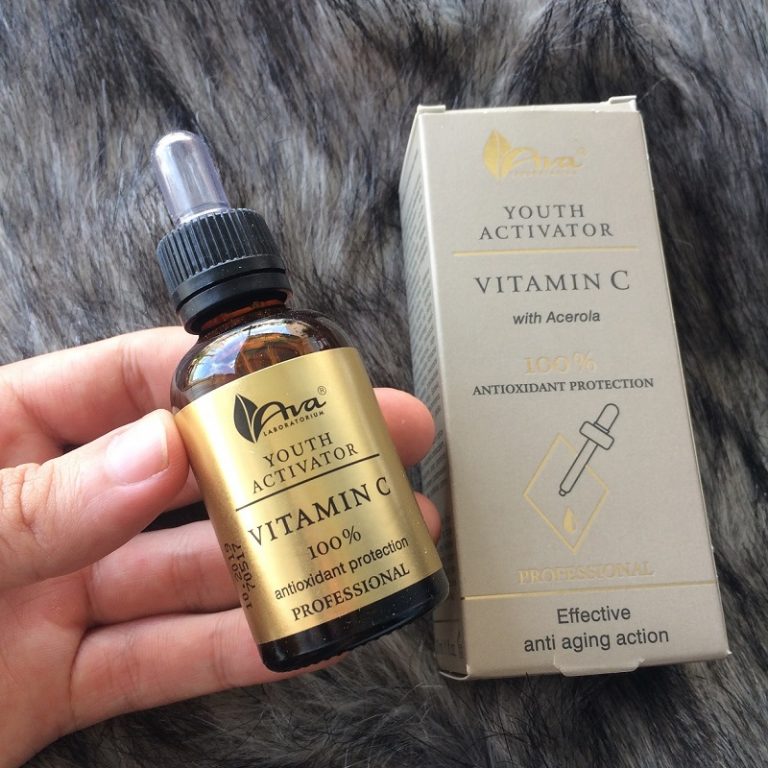 Ava®
LABORATORIUM
YOUTH
ACTIVATOR
VITAMIN C
100%
antioxidant protection
PROFESSIONAL
Ava®
LABORATORIUM
YOUTH
ACTIVATOR
VITAMIN C
with Acerola
100%
ANTIOXIDANT PROTECTION
PROFESSIONAL
Effective
anti aging action